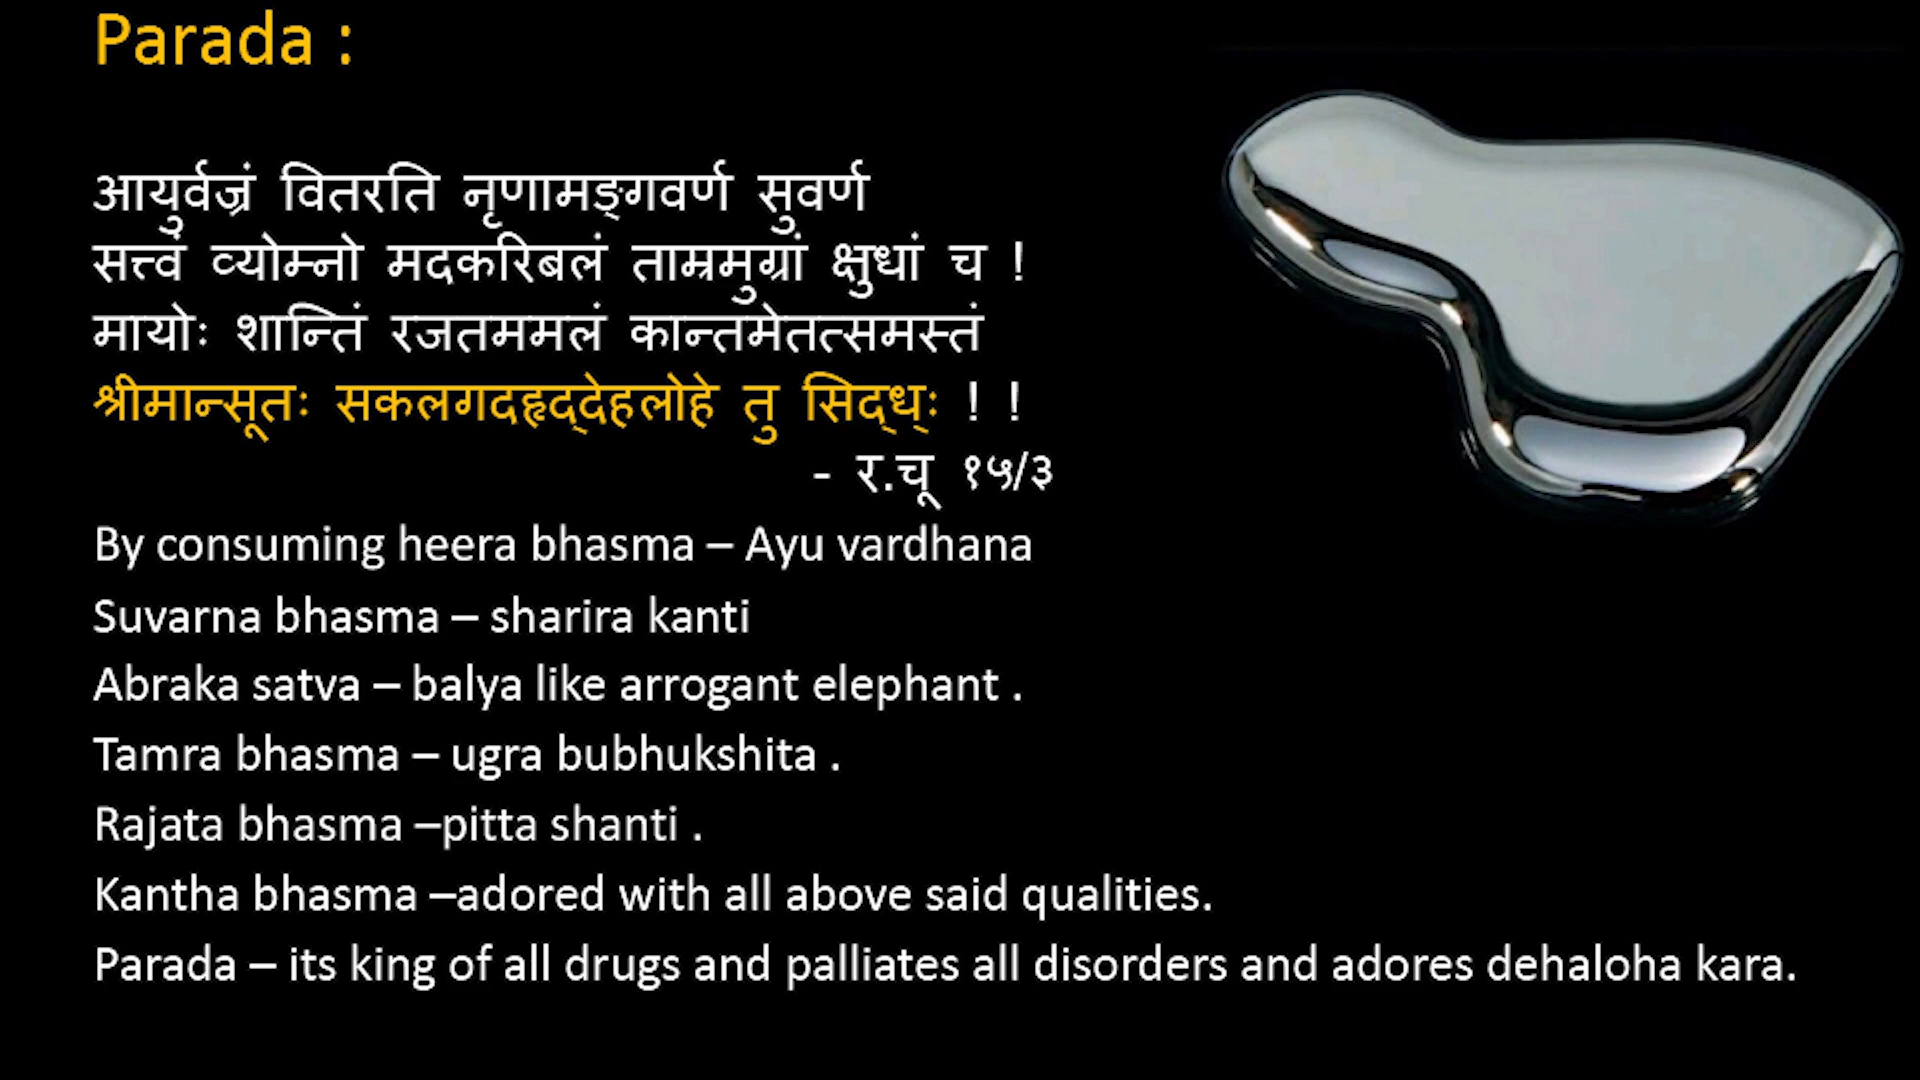 Parada :
आयुर्वज्रं वितरति नृणामङ्गवर्ण सुवर्ण
सत्त्वं व्योम्नो मदकरिबलं ताम्रमुग्रां क्षुधां च !
मायोः शान्तिं रजतममलं कान्तमेतत्समस्तं
श्रीमान्सूतः सकलगदहृद्देहलोहे तु सिद्ध्ः ! !
- र.चू १५/३
By consuming heera bhasma – Ayu vardhana
Suvarna bhasma – sharira kanti
Abraka satva – balya like arrogant elephant .
Tamra bhasma – ugra bubhukshita .
Rajata bhasma –pitta shanti .
Kantha bhasma –adored with all above said qualities.
Parada – its king of all drugs and palliates all disorders and adores dehaloha kara.